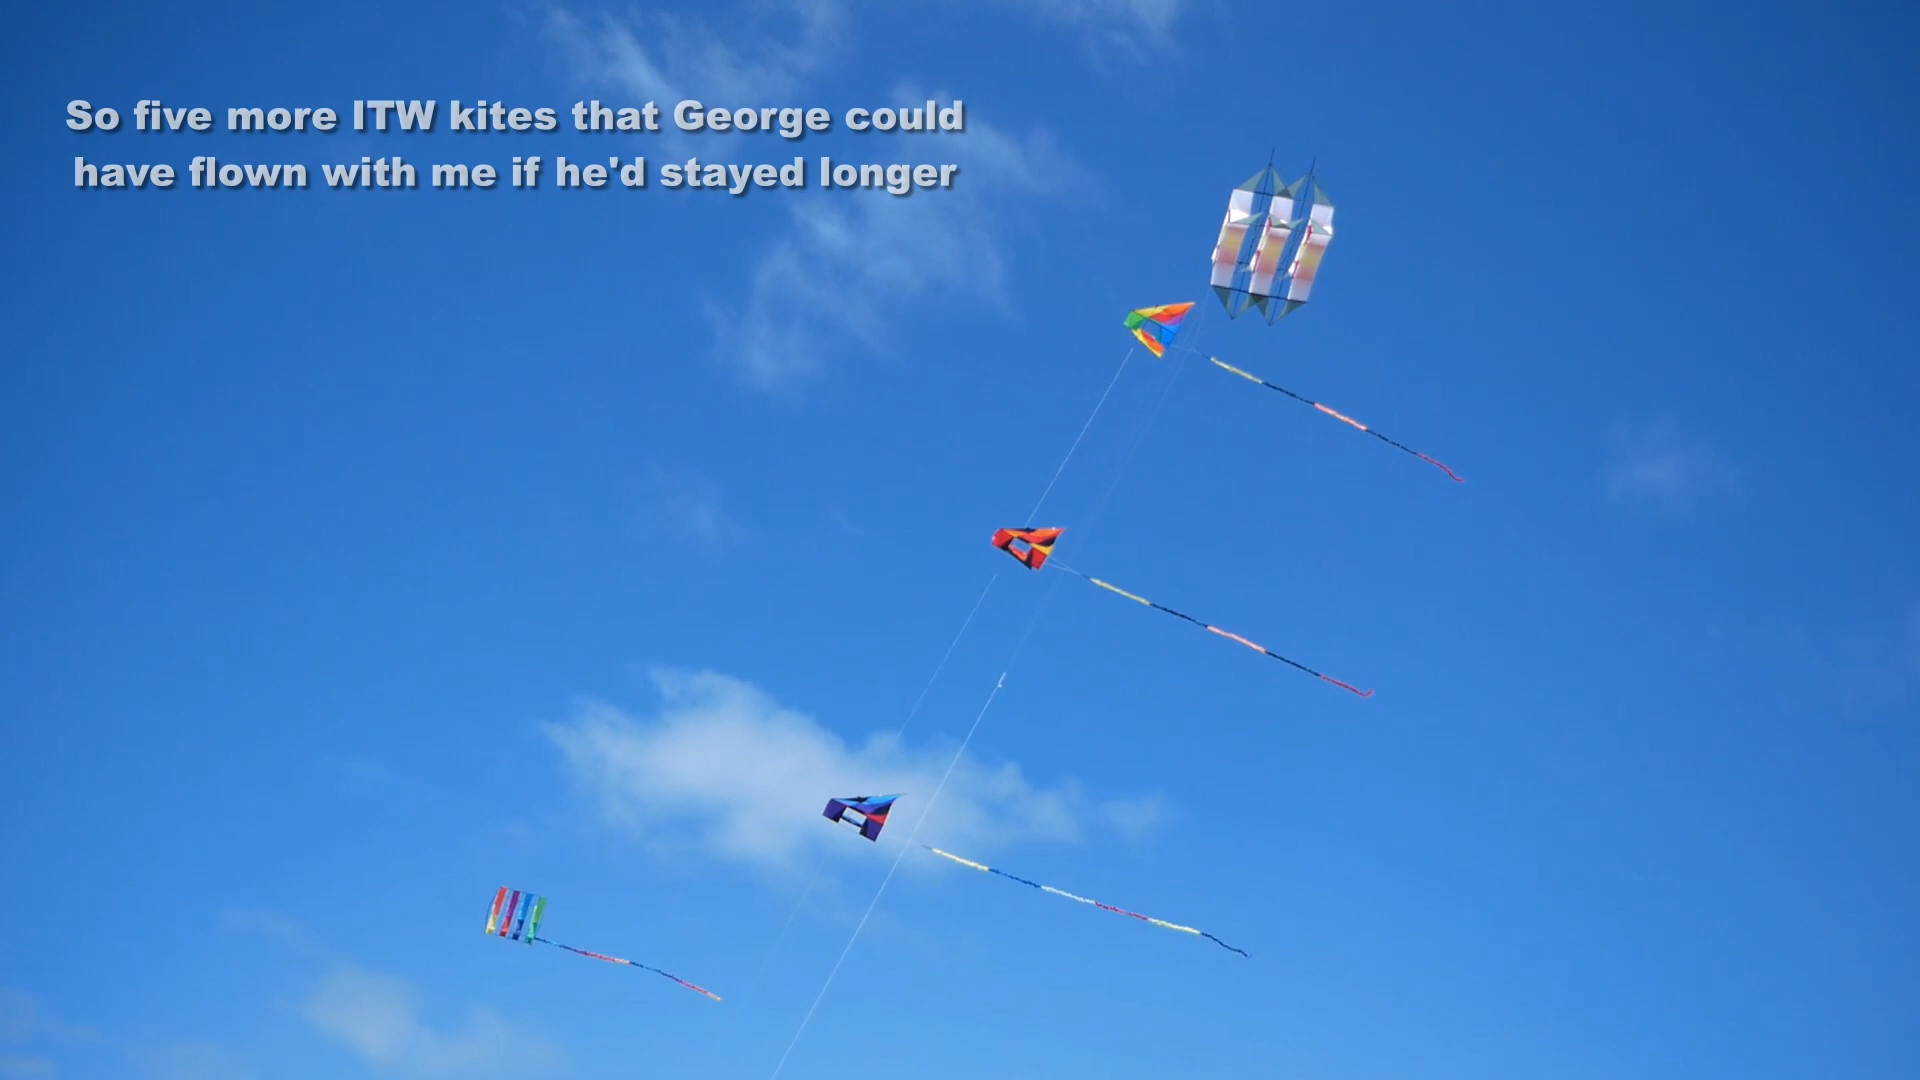 So five more ITW kites that George could
have flown with me if he'd stayed longer